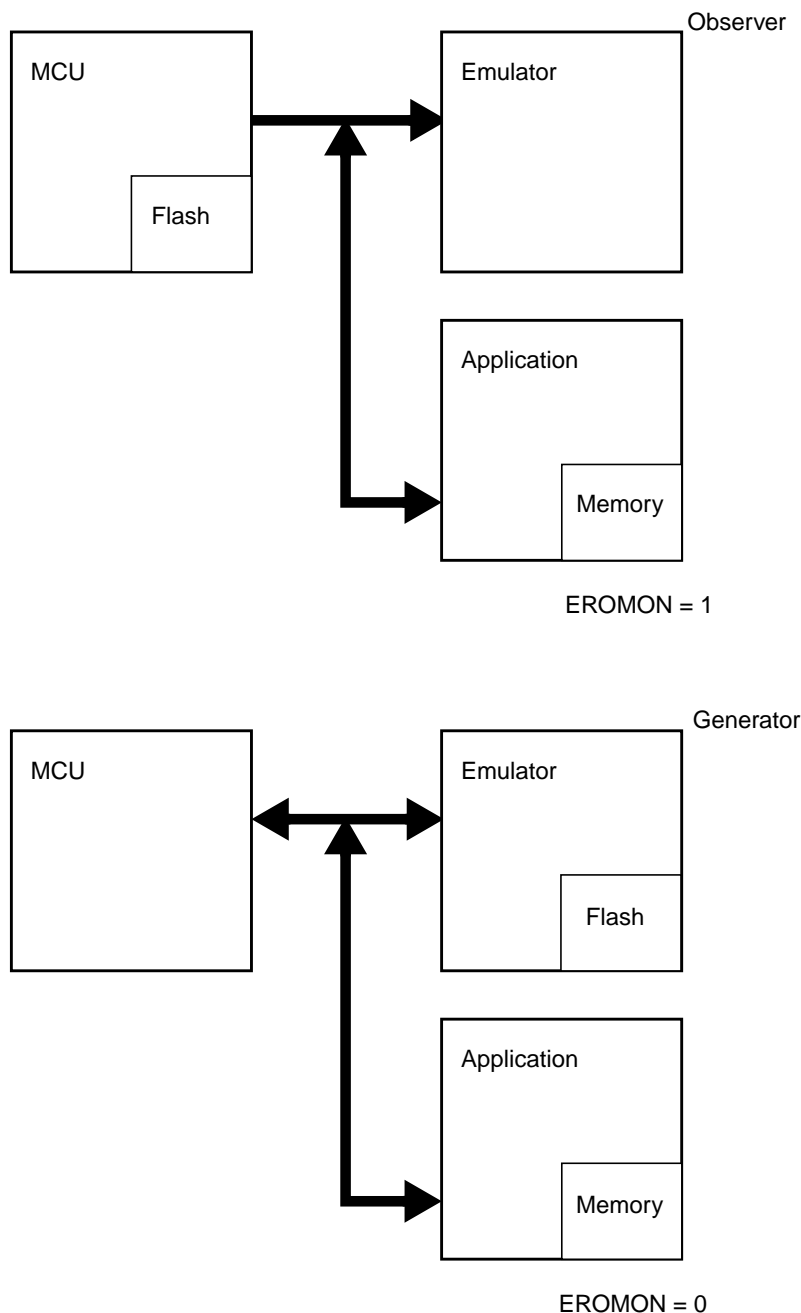 Observer
MCU
Emulator
Flash
Application
Memory
EROMON = 1
Generator
MCU
Emulator
Flash
Application
Memory
EROMON = 0